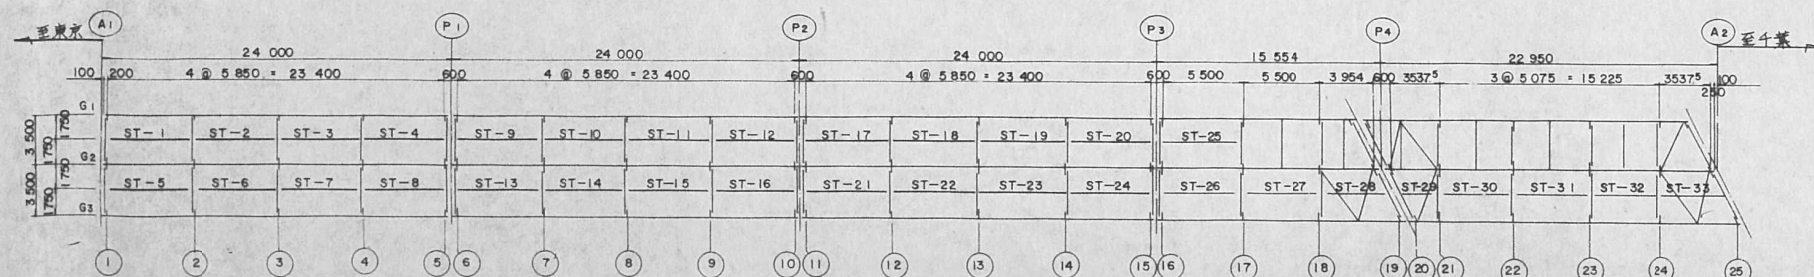 A1 P1 P2 P3 P4 A2
至東京 至千葉
24 000 24 000 24 000 15 554 22 950
100 200 4 @ 5 850 = 23 400 600 4 @ 5 850 = 23 400 600 4 @ 5 850 = 23 400 600 5 500 5 500 3 954 600 3537⁵ 3 @ 5 075 = 15 225 3537⁵ 100
250
G1
3 500 1750 1750 ST-1 ST-2 ST-3 ST-4 ST-9 ST-10 ST-11 ST-12 ST-17 ST-18 ST-19 ST-20 ST-25
G2
3 500 1750 1750 ST-5 ST-6 ST-7 ST-8 ST-13 ST-14 ST-15 ST-16 ST-21 ST-22 ST-23 ST-24 ST-26 ST-27 ST-28 ST-29 ST-30 ST-31 ST-32 ST-33
G3
1 2 3 4 5 6 7 8 9 10 11 12 13 14 15 16 17 18 19 20 21 22 23 24 25